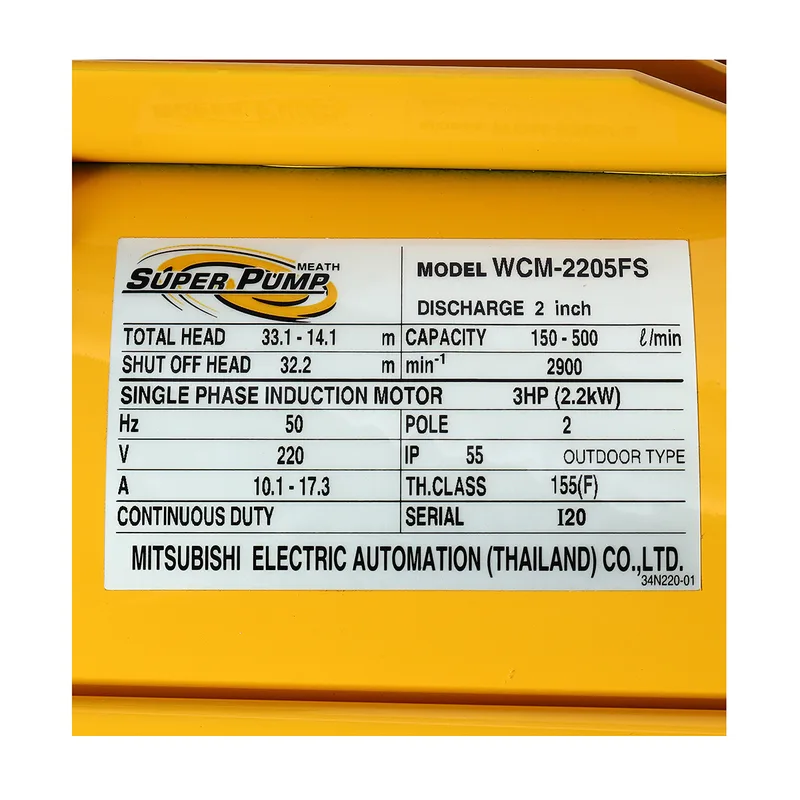 MEATH
SUPER PUMP
MODEL WCM-2205FS
DISCHARGE 2 inch
TOTAL HEAD 33.1 - 14.1 m CAPACITY 150 - 500 ℓ/min
SHUT OFF HEAD 32.2 m min⁻¹ 2900
SINGLE PHASE INDUCTION MOTOR 3HP (2.2kW)
Hz 50 POLE 2
V 220 IP 55 OUTDOOR TYPE
A 10.1 - 17.3 TH.CLASS 155(F)
CONTINUOUS DUTY SERIAL I20
MITSUBISHI ELECTRIC AUTOMATION (THAILAND) CO.,LTD.
34N220-01